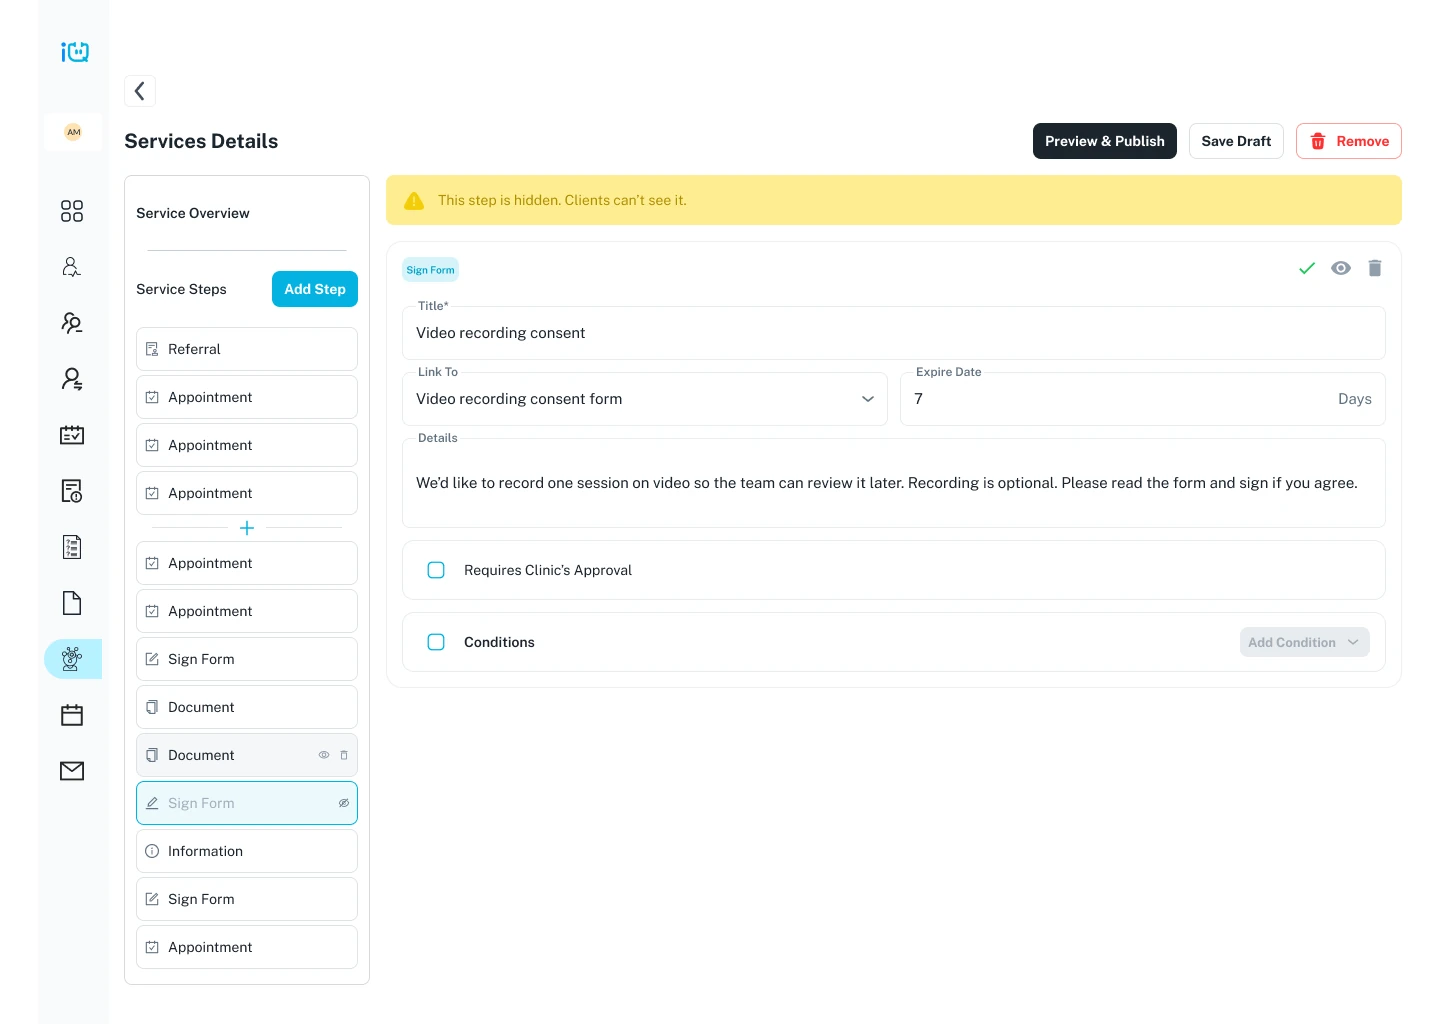 iQ
AM
Services Details
Preview & Publish
Save Draft
Remove
Service Overview
Service Steps
Add Step
Referral
Appointment
Appointment
Appointment
Appointment
Appointment
Sign Form
Document
Document
Sign Form
Information
Sign Form
Appointment
This step is hidden. Clients can't see it.
Sign Form
Title*
Video recording consent
Link To
Video recording consent form
Expire Date
7 Days
Details
We'd like to record one session on video so the team can review it later. Recording is optional. Please read the form and sign if you agree.
Requires Clinic's Approval
Conditions
Add Condition